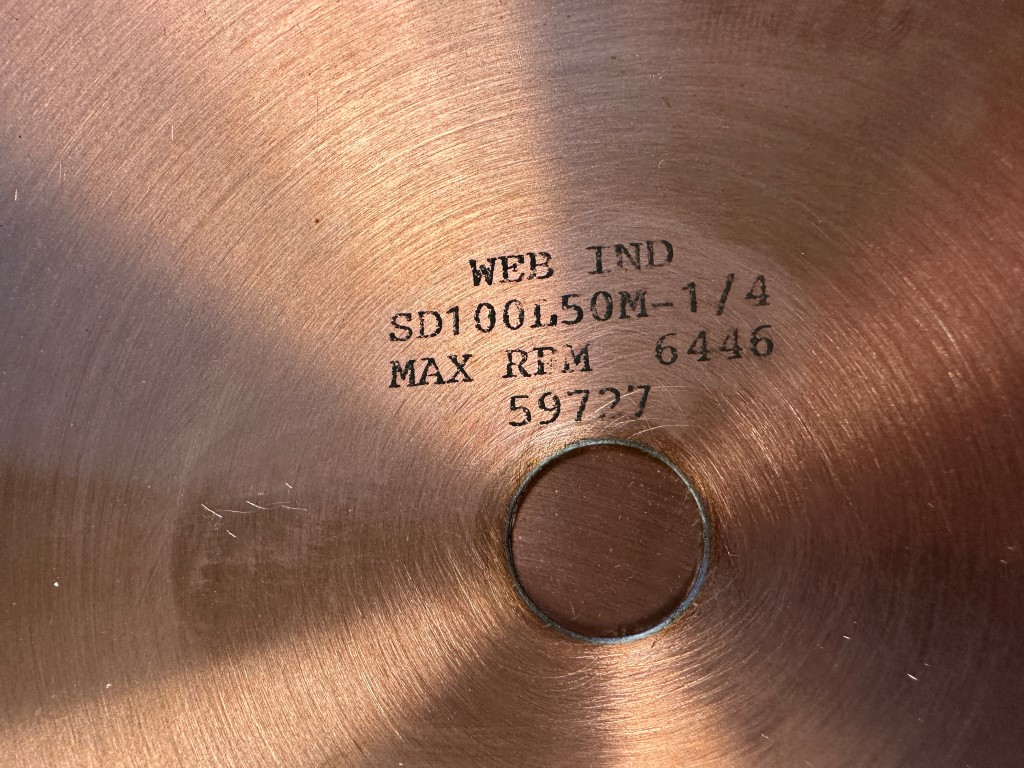 WEB IND
SD100L50M-1/4
MAX RPM 6446
59727